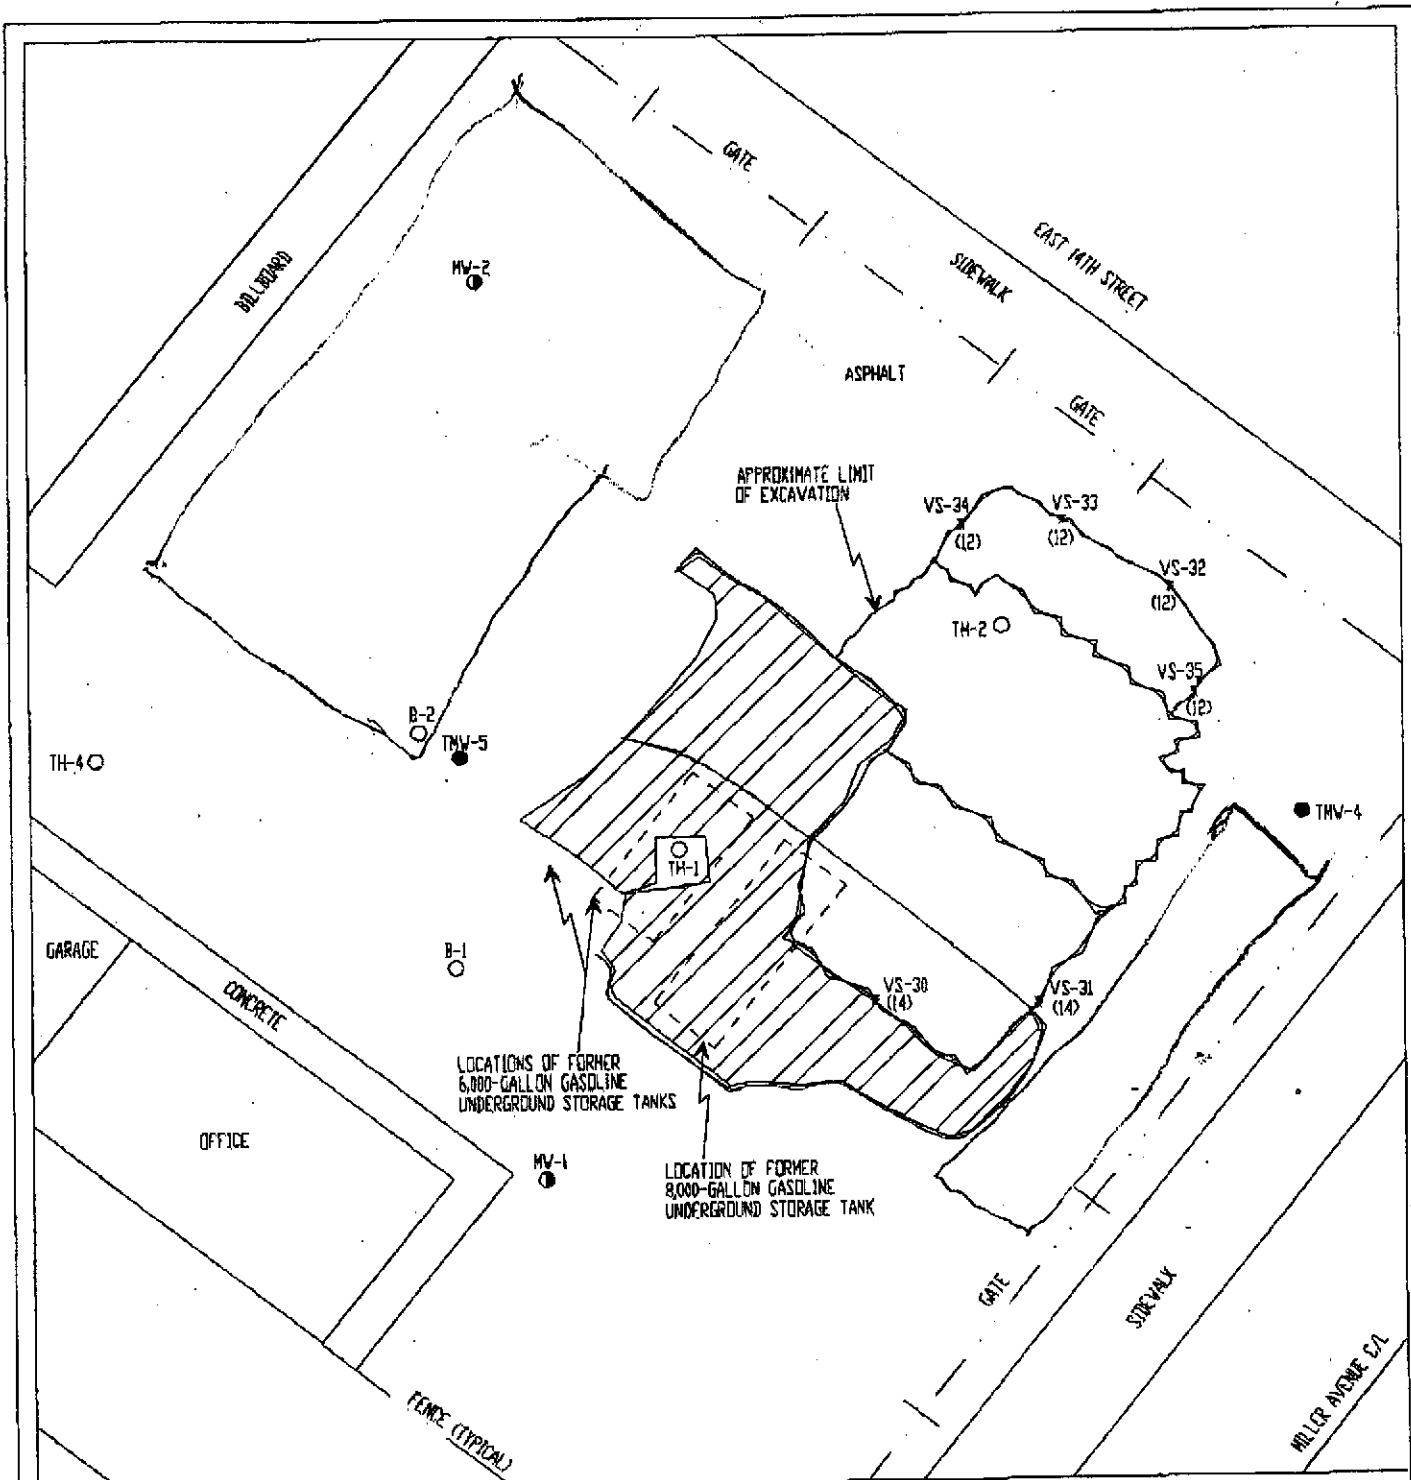 GATE
EAST 14TH STREET
SIDEWALK
BILLBOARD
MW-2
ASPHALT
GATE
APPROXIMATE LIMIT
OF EXCAVATION
VS-34
(12)
VS-33
(12)
VS-32
(12)
TH-2
VS-35
(12)
B-2
TMW-5
TH-4
TMW-4
TH-1
GARAGE
B-1
CONCRETE
VS-30
(14)
VS-31
(14)
LOCATIONS OF FORMER
6,000-GALLON GASOLINE
UNDERGROUND STORAGE TANKS
OFFICE
MW-1
LOCATION OF FORMER
8,000-GALLON GASOLINE
UNDERGROUND STORAGE TANK
GATE
SIDEWALK
MILLER AVENUE C/L
FENCE (TYPICAL)